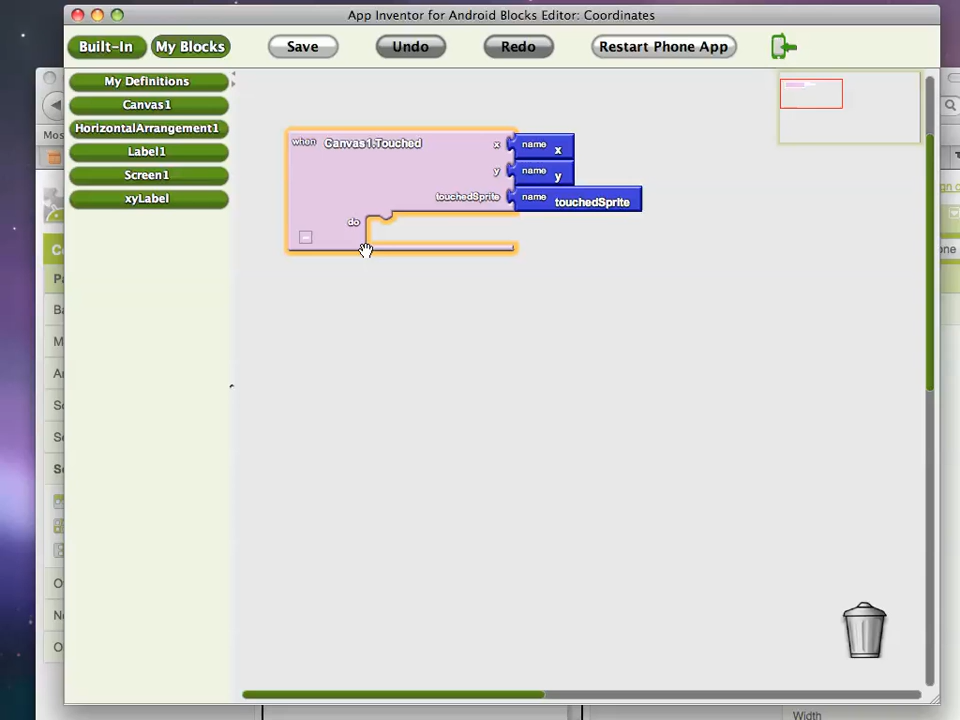 App Inventor for Android Blocks Editor: Coordinates
Built-In
My Blocks
Save
Undo
Redo
Restart Phone App
My Definitions
Canvas1
HorizontalArrangement1
Label1
Screen1
xyLabel
when Canvas1.Touched
x
name x
y
name y
touchedSprite
name touchedSprite
do
Mos
Width